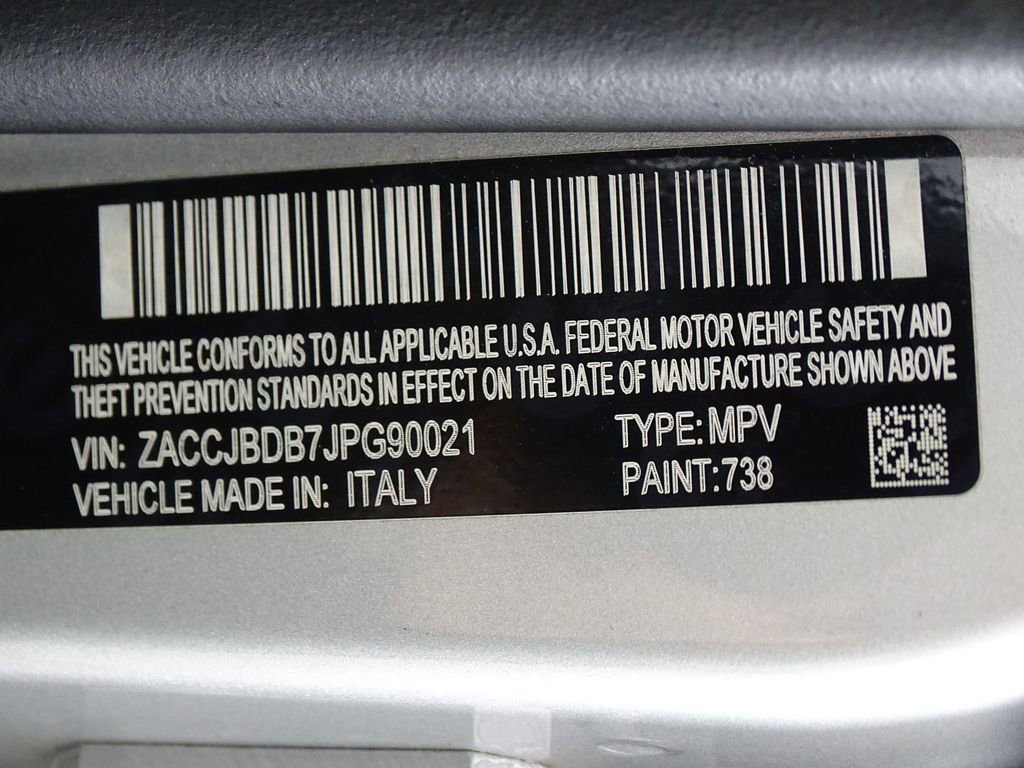 THIS VEHICLE CONFORMS TO ALL APPLICABLE U.S.A. FEDERAL MOTOR VEHICLE SAFETY AND
THEFT PREVENTION STANDARDS IN EFFECT ON THE DATE OF MANUFACTURE SHOWN ABOVE
VIN: ZACCJBDB7JPG90021 TYPE: MPV
VEHICLE MADE IN: ITALY PAINT: 738